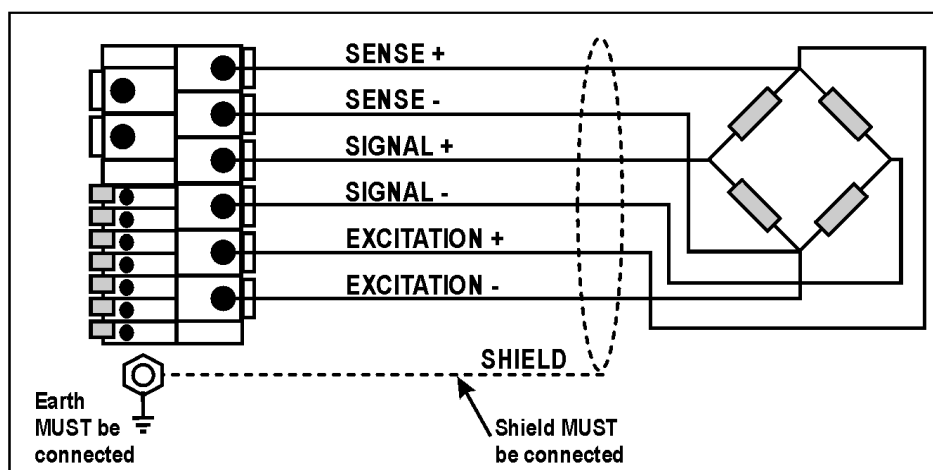 SENSE +
SENSE -
SIGNAL +
SIGNAL -
EXCITATION +
EXCITATION -
SHIELD
Earth
MUST be
connected
Shield MUST
be connected